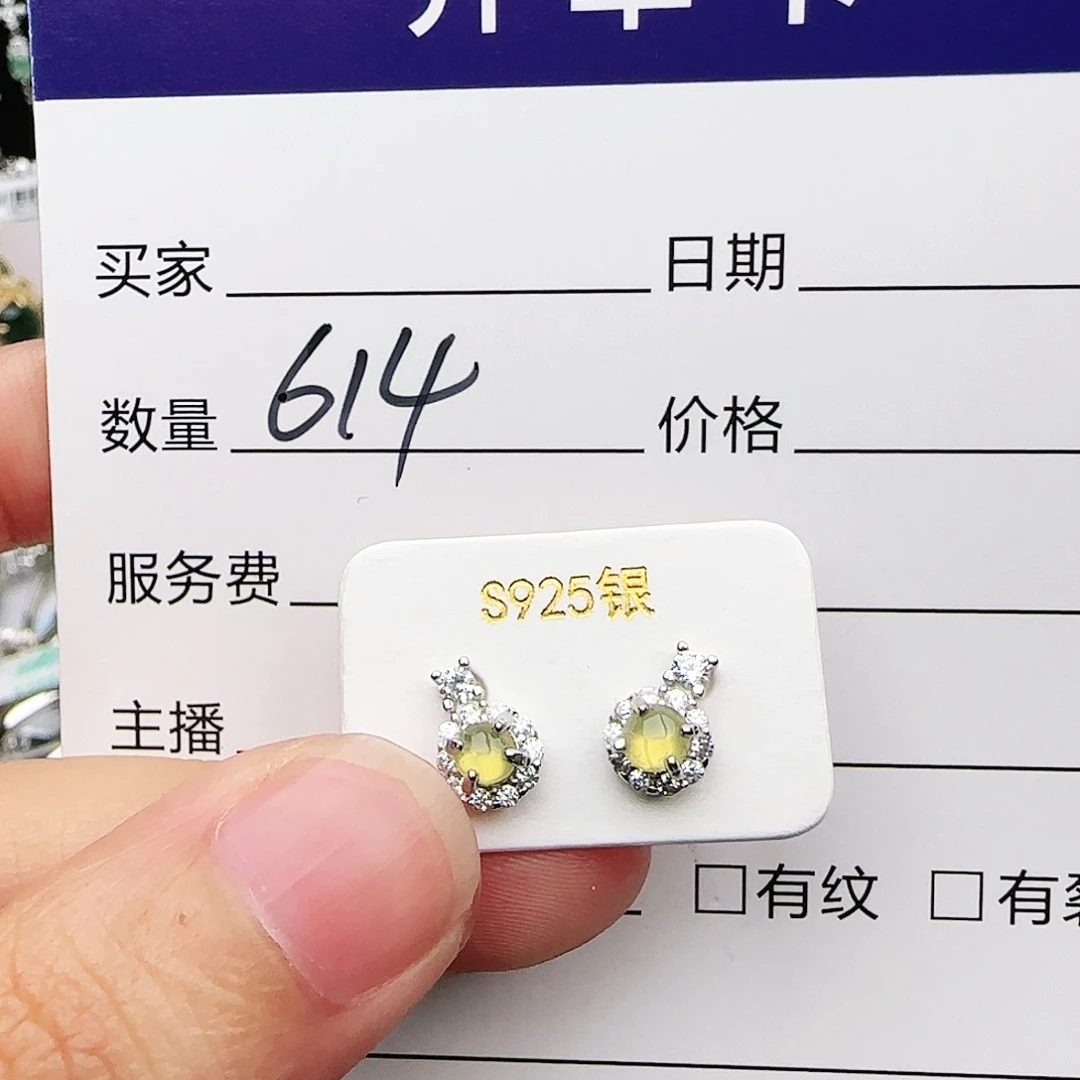 买家 日期
数量 614 价格
服务费
S925银
主播
□有纹 □有